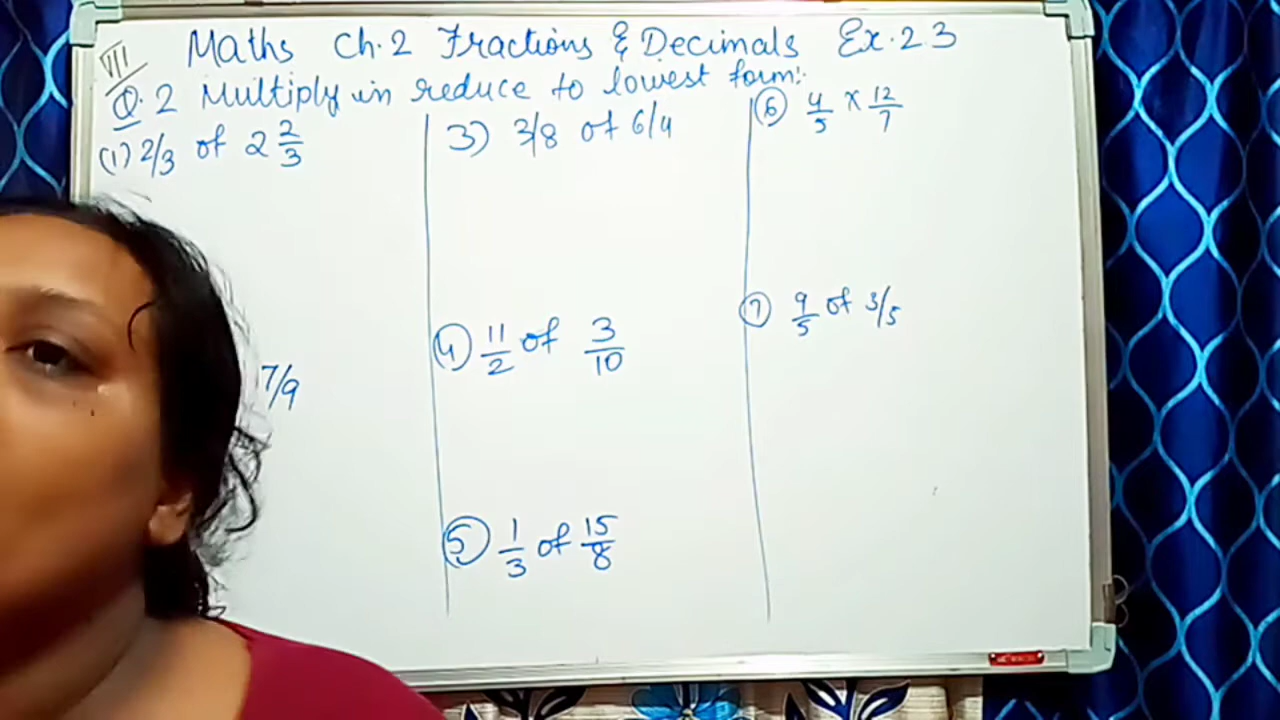 VII
Maths Ch.2 Fractions & Decimals Ex.2.3
Q.2 Multiply in reduce to lowest form:
(1) 2/3 of 2 2/3
7/9
3) 3/8 of 6/4
4 11/2 of 3/10
5 1/3 of 15/8
6 4/5 x 12/7
7 9/5 of 3/5